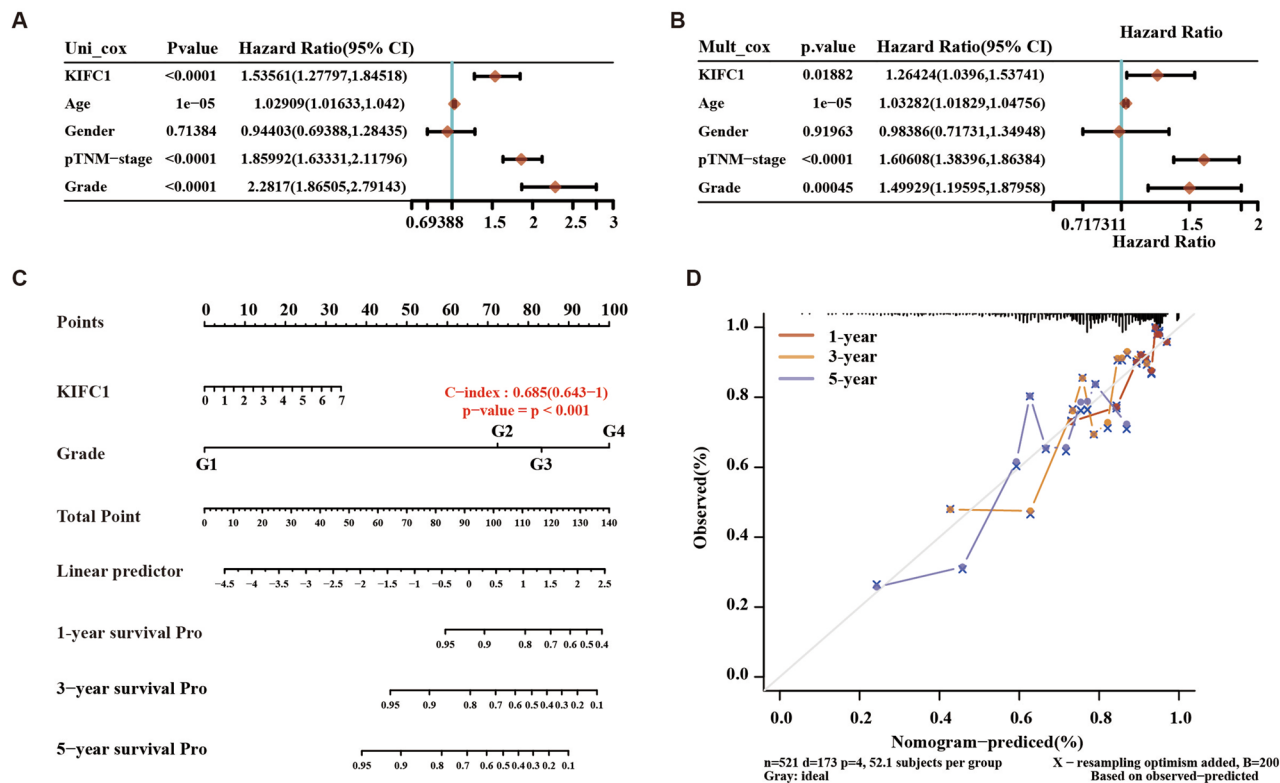 A
Uni_cox Pvalue Hazard Ratio(95% CI)
KIFC1 <0.0001 1.53561(1.27797,1.84518)
Age 1e−05 1.02909(1.01633,1.042)
Gender 0.71384 0.94403(0.69388,1.28435)
pTNM−stage <0.0001 1.85992(1.63331,2.11796)
Grade <0.0001 2.2817(1.86505,2.79143)
0.69388 1.5 2 2.5 3
B
Hazard Ratio
Mult_cox p.value Hazard Ratio(95% CI)
KIFC1 0.01882 1.26424(1.0396,1.53741)
Age 1e−05 1.03282(1.01829,1.04756)
Gender 0.91963 0.98386(0.71731,1.34948)
pTNM−stage <0.0001 1.60608(1.38396,1.86384)
Grade 0.00045 1.49929(1.19595,1.87958)
0.717311 1.5 2
Hazard Ratio
C
0 10 20 30 40 50 60 70 80 90 100
Points
KIFC1
0 1 2 3 4 5 6 7
C−index : 0.685(0.643−1)
p−value = p < 0.001
G2 G4
Grade
G1 G3
Total Point
0 10 20 30 40 50 60 70 80 90 100 110 120 130 140
Linear predictor
−4.5 −4 −3.5 −3 −2.5 −2 −1.5 −1 −0.5 0 0.5 1 1.5 2 2.5
1-year survival Pro
0.95 0.9 0.8 0.7 0.6 0.5 0.4
3−year survival Pro
0.95 0.9 0.8 0.7 0.6 0.5 0.4 0.3 0.2 0.1
5−year survival Pro
0.95 0.9 0.8 0.7 0.6 0.5 0.4 0.3 0.2 0.1
D
1-year
3-year
5-year
1.0
0.8
0.6
0.4
0.2
0.0
Observed(%)
0.0 0.2 0.4 0.6 0.8 1.0
Nomogram−prediced(%)
n=521 d=173 p=4, 52.1 subjects per group
Gray: ideal
X − resampling optimism added, B=200
Based on observed−predicted